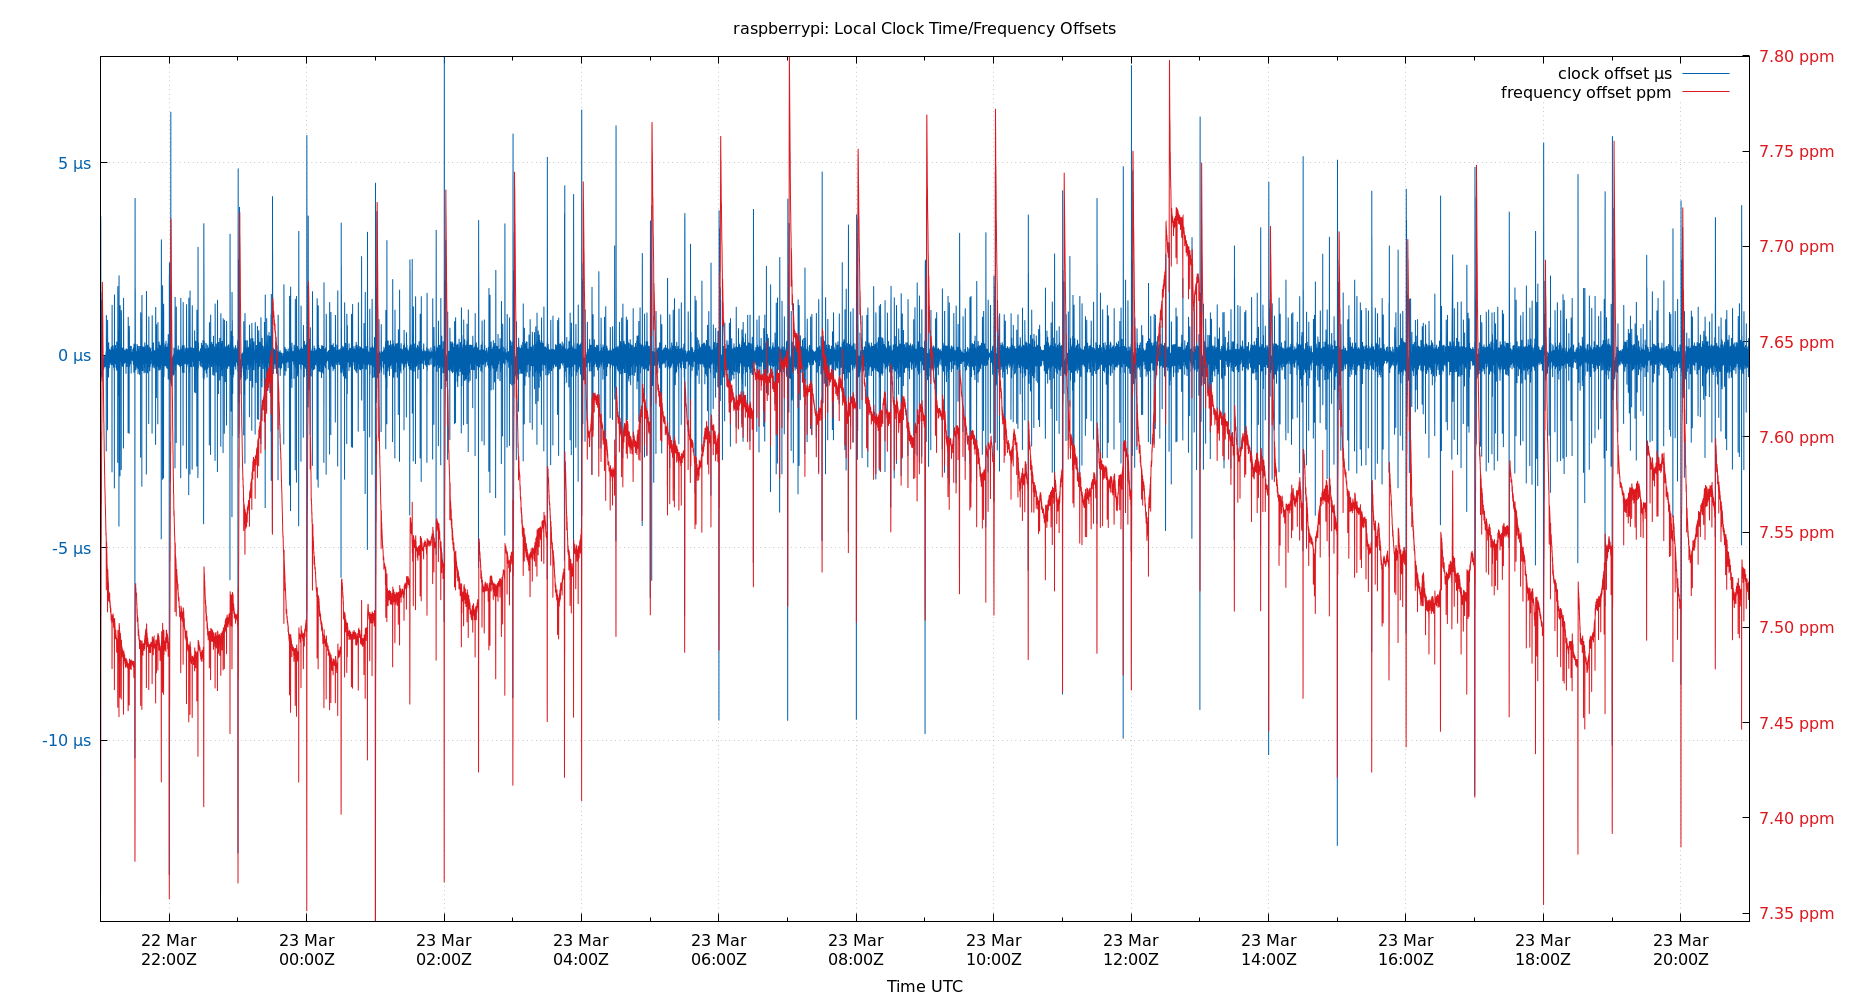 raspberrypi: Local Clock Time/Frequency Offsets
clock offset µs
frequency offset ppm
5 µs
0 µs
-5 µs
-10 µs
7.80 ppm
7.75 ppm
7.70 ppm
7.65 ppm
7.60 ppm
7.55 ppm
7.50 ppm
7.45 ppm
7.40 ppm
7.35 ppm
22 Mar 23 Mar 23 Mar 23 Mar 23 Mar 23 Mar 23 Mar 23 Mar 23 Mar 23 Mar 23 Mar 23 Mar
22:00Z 00:00Z 02:00Z 04:00Z 06:00Z 08:00Z 10:00Z 12:00Z 14:00Z 16:00Z 18:00Z 20:00Z
Time UTC